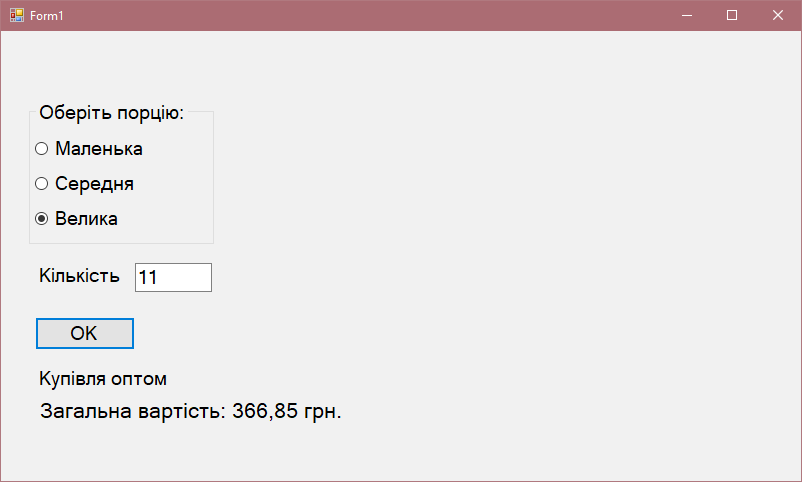 Form1
Оберіть порцію:
Маленька
Середня
Велика
Кількість 11
OK
Купівля оптом
Загальна вартість: 366,85 грн.